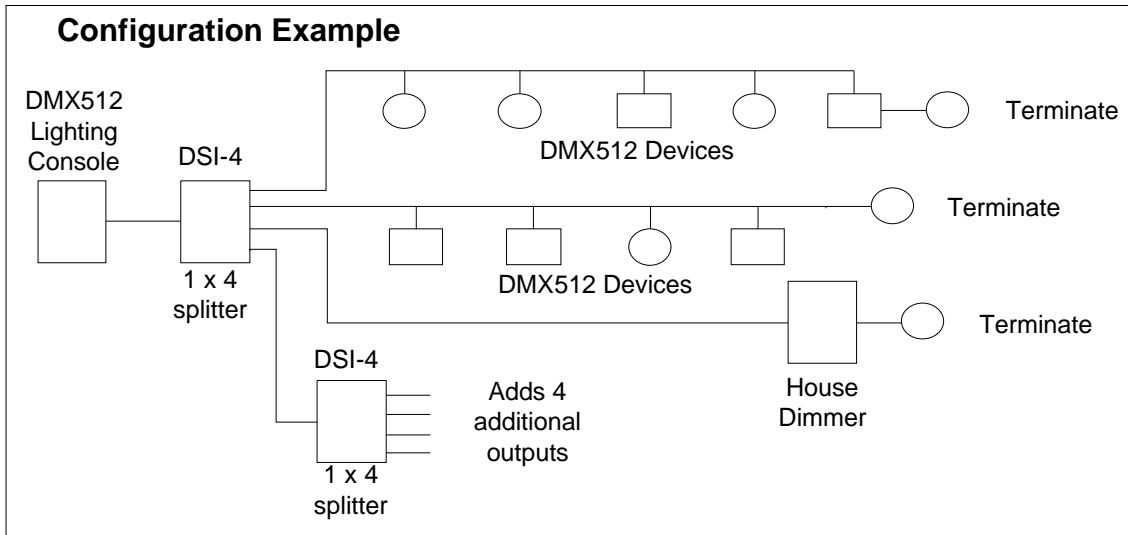 Configuration Example
DMX512
Lighting
Console
DSI-4
1 x 4
splitter
DMX512 Devices
Terminate
DMX512 Devices
Terminate
House
Dimmer
Terminate
DSI-4
1 x 4
splitter
Adds 4
additional
outputs